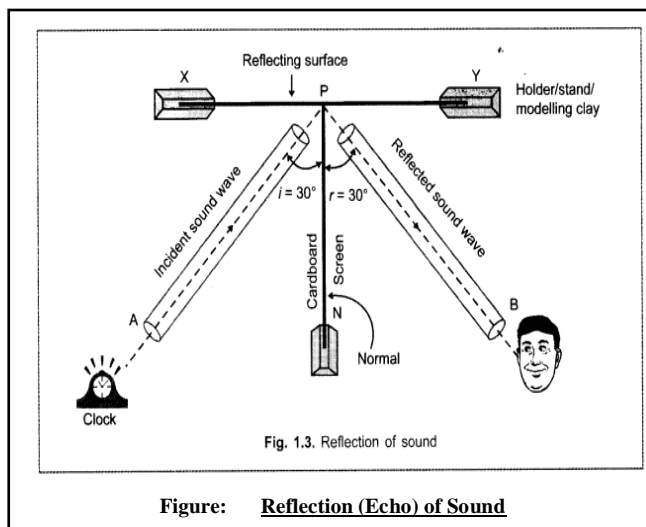 Reflecting surface
X
P
Y
Holder/stand/
modelling clay
Incident sound wave
i = 30°
r = 30°
Reflected sound wave
Cardboard
Screen
A
B
N
Normal
Clock
Fig. 1.3. Reflection of sound
Figure: Reflection (Echo) of Sound